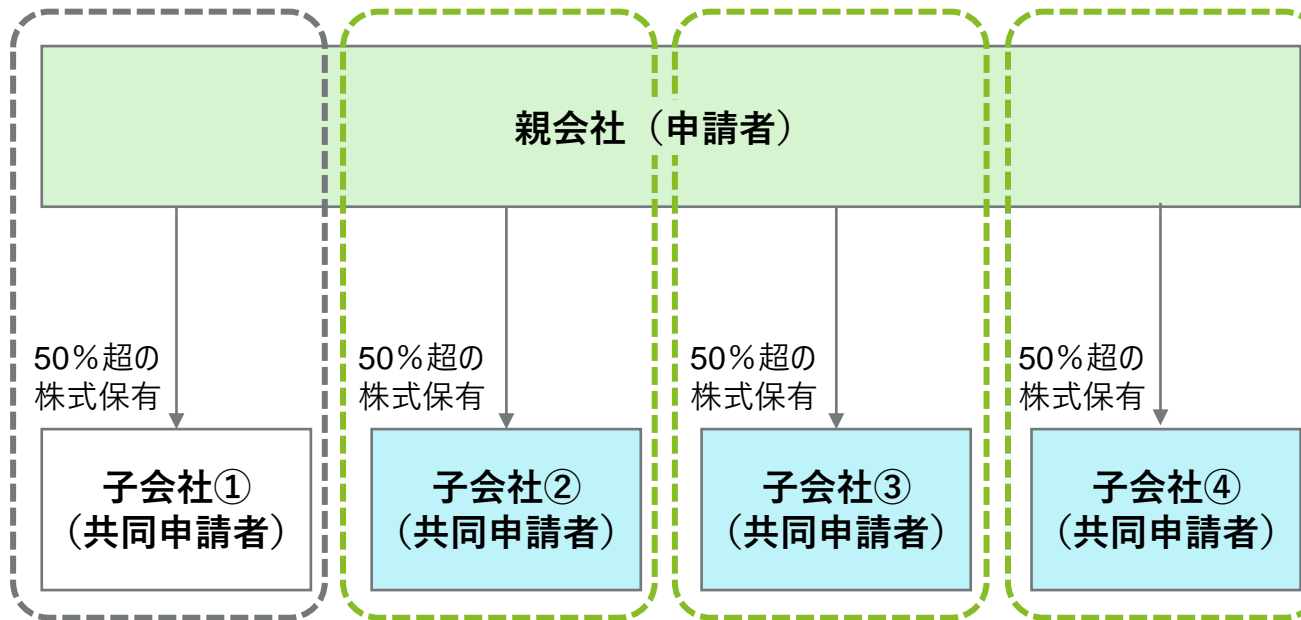 親会社（申請者）
50％超の
株式保有
50％超の
株式保有
50％超の
株式保有
50％超の
株式保有
子会社①
（共同申請者）
子会社②
（共同申請者）
子会社③
（共同申請者）
子会社④
（共同申請者）